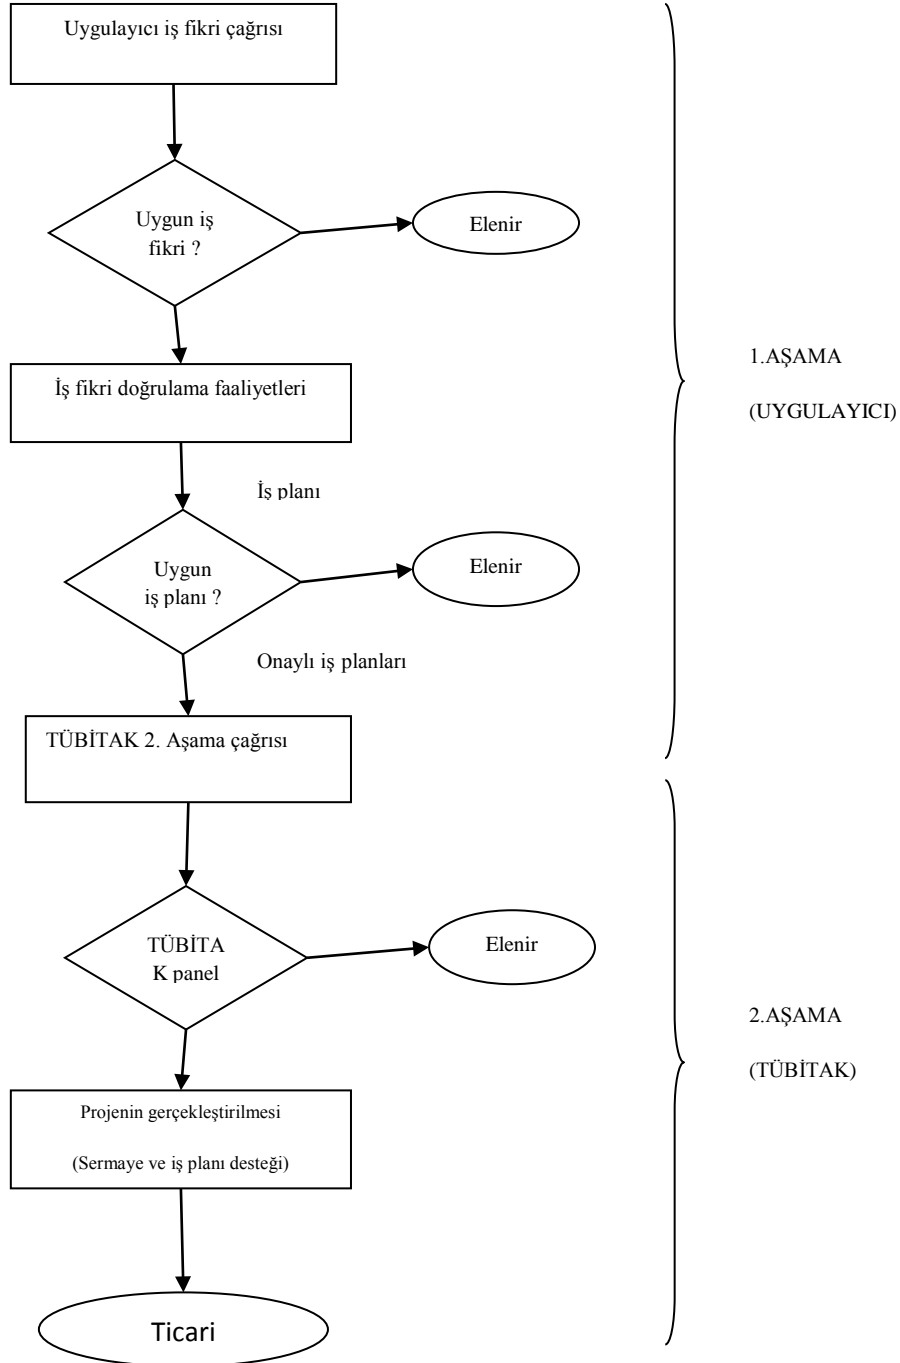 Uygulayıcı iş fikri çağrısı
Uygun iş
fikri ?
Elenir
İş fikri doğrulama faaliyetleri
1.AŞAMA
(UYGULAYICI)
İş planı
Uygun
iş planı ?
Elenir
Onaylı iş planları
TÜBİTAK 2. Aşama çağrısı
TÜBİTA
K panel
Elenir
2.AŞAMA
(TÜBİTAK)
Projenin gerçekleştirilmesi
(Sermaye ve iş planı desteği)
Ticari